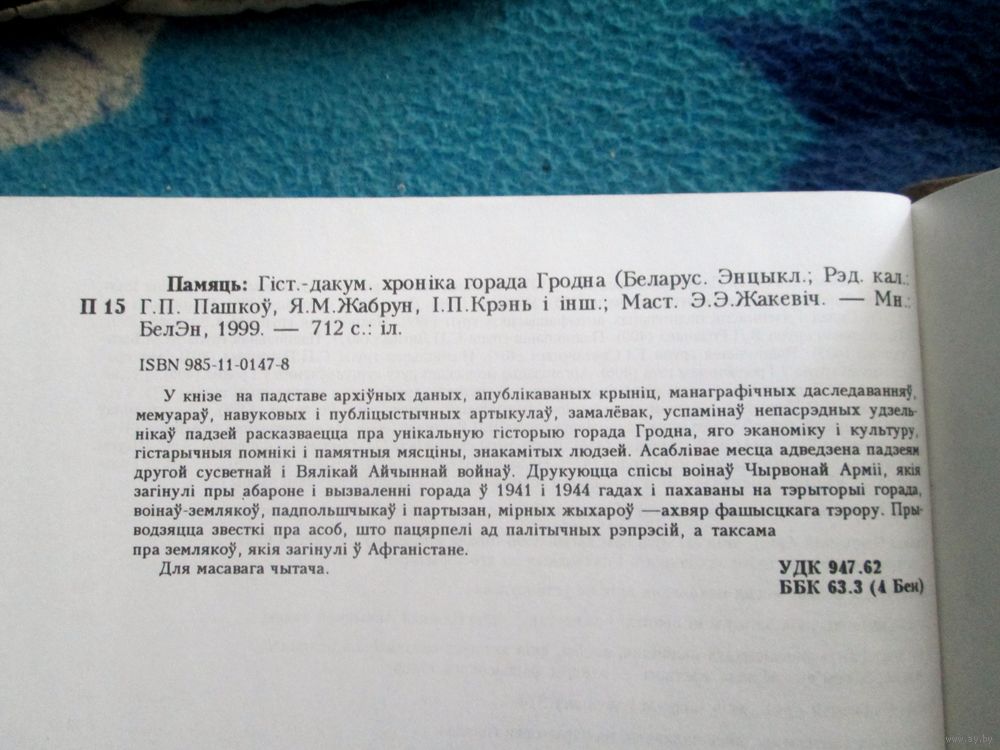 Памяць: Гіст.-дакум. хроніка горада Гродна (Беларус. Энцыкл.; Рэд. кал.:
П 15 Г.П. Пашкоў, Я.М.Жабрун, І.П.Крэнь і інш.; Маст. Э.Э.Жакевіч. — Мн.:
БелЭн, 1999. — 712 с.: іл.
ISBN 985-11-0147-8
У кнізе на падставе архіўных даных, апублікаваных крыніц, манаграфічных даследаванняў,
мемуараў, навуковых і публіцыстычных артыкулаў, замалёвак, успамінаў непасрэдных удзель-
нікаў падзей расказваецца пра унікальную гісторыю горада Гродна, яго эканоміку і культуру,
гістарычныя помнікі і памятныя мясціны, знакамітых людзей. Асаблівае месца адведзена падзеям
другой сусветнай і Вялікай Айчыннай войнаў. Друкуюцца спісы воінаў Чырвонай Арміі, якія
загінулі пры абароне і вызваленні горада ў 1941 і 1944 гадах і пахаваны на тэрыторыі горада,
воінаў-землякоў, падпольшчыкаў і партызан, мірных жыхароў —ахвяр фашысцкага тэрору. Пры-
водзяцца звесткі пра асоб, што пацярпелі ад палітычных рэпрэсій, а таксама
пра землякоў, якія загінулі ў Афганістане.
Для масавага чытача.
УДК 947.62
ББК 63.3 (4 Бен)
www.ay.by